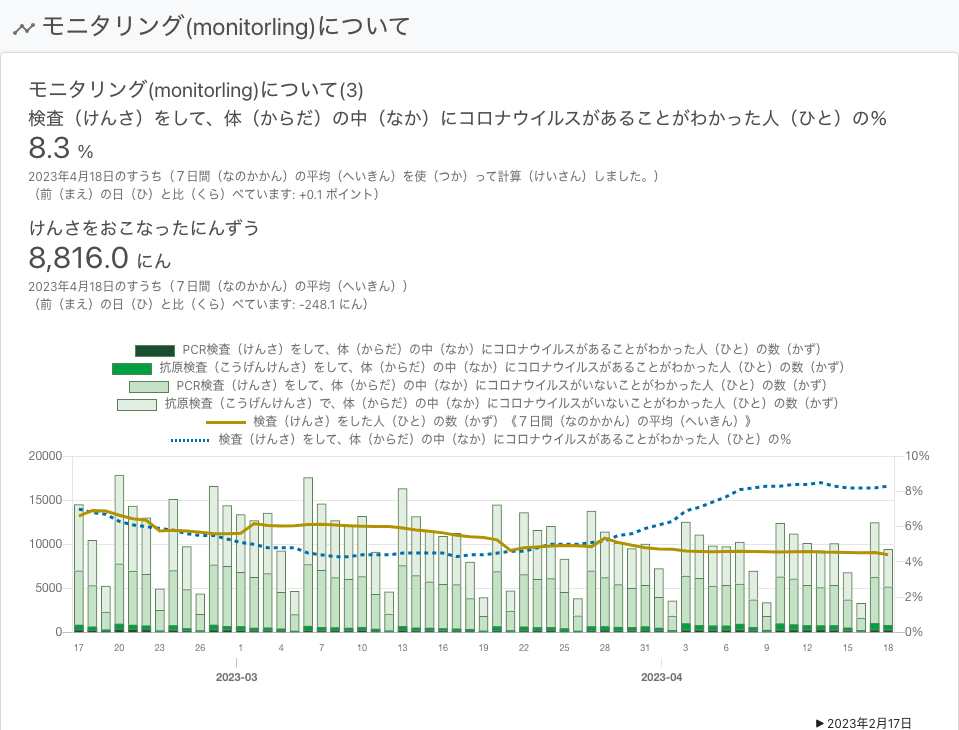 モニタリング(monitorling)について
モニタリング(monitorling)について(3)
検査（けんさ）をして、体（からだ）の中（なか）にコロナウイルスがあることがわかった人（ひと）の%
8.3 %
2023年4月18日のすうち（７日間（なのかかん）の平均（へいきん）を使（つか）って計算（けいさん）しました。）
（前（まえ）の日（ひ）と比（くら）べています: +0.1 ポイント）
けんさをおこなったにんずう
8,816.0 にん
2023年4月18日のすうち（７日間（なのかかん）の平均（へいきん））
（前（まえ）の日（ひ）と比（くら）べています: -248.1 にん）
PCR検査（けんさ）をして、体（からだ）の中（なか）にコロナウイルスがあることがわかった人（ひと）の数（かず）
抗原検査（こうげんけんさ）をして、体（からだ）の中（なか）にコロナウイルスがあることがわかった人（ひと）の数（かず）
PCR検査（けんさ）をして、体（からだ）の中（なか）にコロナウイルスがいないことがわかった人（ひと）の数（かず）
抗原検査（こうげんけんさ）で、体（からだ）の中（なか）にコロナウイルスがいないことがわかった人（ひと）の数（かず）
検査（けんさ）をした人（ひと）の数（かず）《７日間（なのかかん）の平均（へいきん）》
検査（けんさ）をして、体（からだ）の中（なか）にコロナウイルスがあることがわかった人（ひと）の%
20000 10%
15000 8%
10000 6%
5000 4%
0 2%
0%
17 20 23 26 1 4 7 10 13 16 19 22 25 28 31 3 6 9 12 15 18
2023-03 2023-04
▶ 2023年2月17日